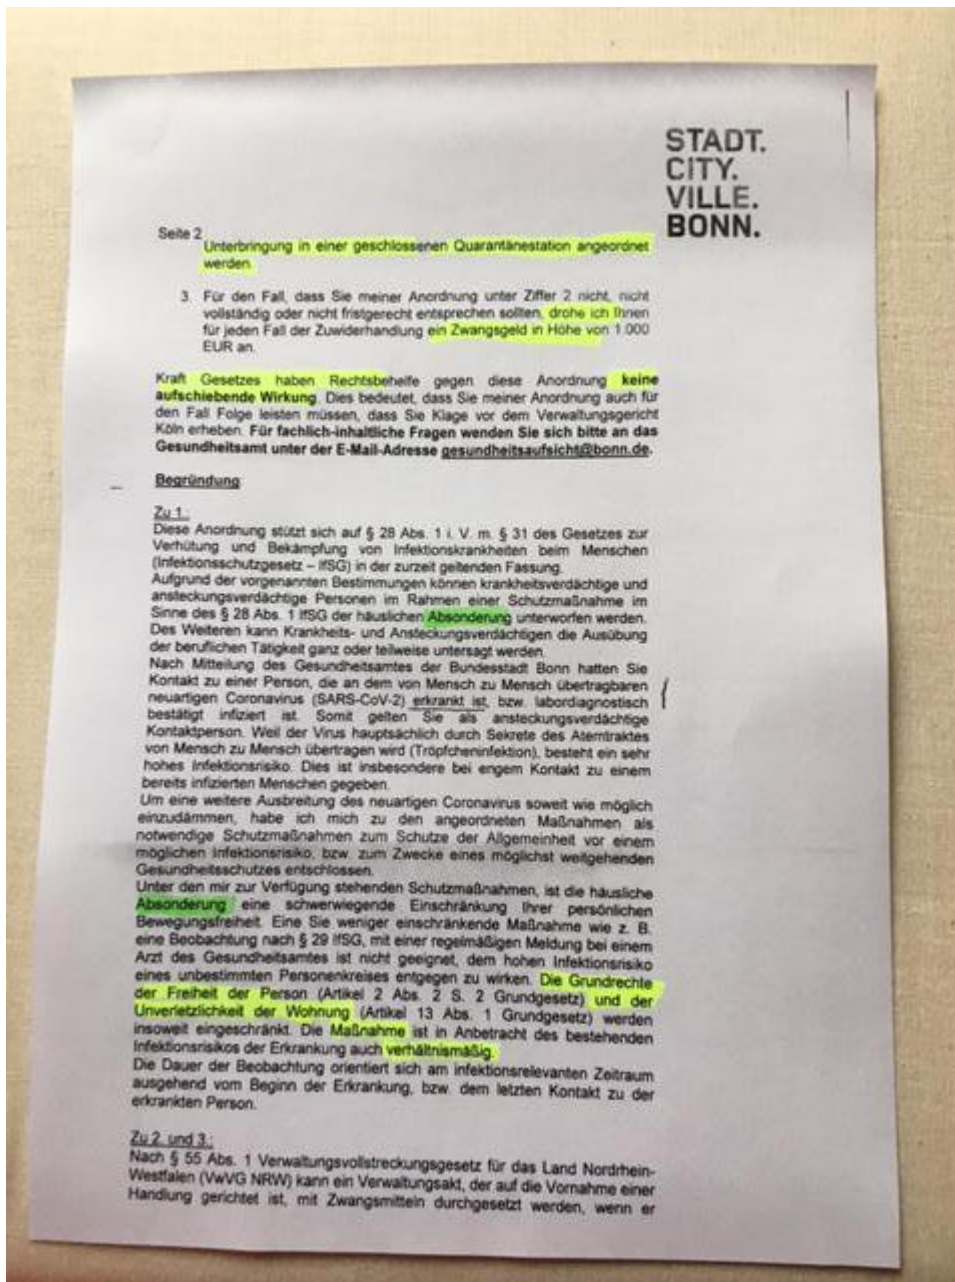 STADT.
CITY.
VILLE.
BONN.
Seite 2
Unterbringung in einer geschlossenen Quarantänestation angeordnet
werden.
3. Für den Fall, dass Sie meiner Anordnung unter Ziffer 2 nicht, nicht
vollständig oder nicht fristgerecht entsprechen sollten, drohe ich Ihnen
für jeden Fall der Zuwiderhandlung ein Zwangsgeld in Höhe von 1.000
EUR an.
Kraft Gesetzes haben Rechtsbehelfe gegen diese Anordnung keine
aufschiebende Wirkung. Dies bedeutet, dass Sie meiner Anordnung auch für
den Fall Folge leisten müssen, dass Sie Klage vor dem Verwaltungsgericht
Köln erheben. Für fachlich-inhaltliche Fragen wenden Sie sich bitte an das
Gesundheitsamt unter der E-Mail-Adresse gesundheitsaufsicht@bonn.de.
Begründung
Zu 1.:
Diese Anordnung stützt sich auf § 28 Abs. 1 i. V. m. § 31 des Gesetzes zur
Verhütung und Bekämpfung von Infektionskrankheiten beim Menschen
(Infektionsschutzgesetz – IfSG) in der zurzeit geltenden Fassung.
Aufgrund der vorgenannten Bestimmungen können krankheitsverdächtige und
ansteckungsverdächtige Personen im Rahmen einer Schutzmaßnahme im
Sinne des § 28 Abs. 1 IfSG der häuslichen Absonderung unterworfen werden.
Des Weiteren kann Krankheits- und Ansteckungsverdächtigen die Ausübung
der beruflichen Tätigkeit ganz oder teilweise untersagt werden.
Nach Mitteilung des Gesundheitsamtes der Bundesstadt Bonn hatten Sie
Kontakt zu einer Person, die an dem von Mensch zu Mensch übertragbaren
neuartigen Coronavirus (SARS-CoV-2) erkrankt ist, bzw. labordiagnostisch
bestätigt infiziert ist. Somit gelten Sie als ansteckungsverdächtige
Kontaktperson. Weil der Virus hauptsächlich durch Sekrete des Atemtraktes
von Mensch zu Mensch übertragen wird (Tröpfcheninfektion), besteht ein sehr
hohes Infektionsrisiko. Dies ist insbesondere bei engem Kontakt zu einem
bereits infizierten Menschen gegeben.
Um eine weitere Ausbreitung des neuartigen Coronavirus soweit wie möglich
einzudämmen, habe ich mich zu den angeordneten Maßnahmen als
notwendige Schutzmaßnahmen zum Schutze der Allgemeinheit vor einem
möglichen Infektionsrisiko, bzw. zum Zwecke eines möglichst weitgehenden
Gesundheitsschutzes entschlossen.
Unter den mir zur Verfügung stehenden Schutzmaßnahmen, ist die häusliche
Absonderung eine schwerwiegende Einschränkung Ihrer persönlichen
Bewegungsfreiheit. Eine Sie weniger einschränkende Maßnahme wie z. B.
eine Beobachtung nach § 29 IfSG, mit einer regelmäßigen Meldung bei einem
Arzt des Gesundheitsamtes ist nicht geeignet, dem hohen Infektionsrisiko
eines unbestimmten Personenkreises entgegen zu wirken. Die Grundrechte
der Freiheit der Person (Artikel 2 Abs. 2 S. 2 Grundgesetz) und der
Unverletzlichkeit der Wohnung (Artikel 13 Abs. 1 Grundgesetz) werden
insoweit eingeschränkt. Die Maßnahme ist in Anbetracht des bestehenden
Infektionsrisikos der Erkrankung auch verhältnismäßig.
Die Dauer der Beobachtung orientiert sich am infektionsrelevanten Zeitraum
ausgehend vom Beginn der Erkrankung, bzw. dem letzten Kontakt zu der
erkrankten Person.
Zu 2. und 3.:
Nach § 55 Abs. 1 Verwaltungsvollstreckungsgesetz für das Land Nordrhein-
Westfalen (VwVG NRW) kann ein Verwaltungsakt, der auf die Vornahme einer
Handlung gerichtet ist, mit Zwangsmitteln durchgesetzt werden, wenn er